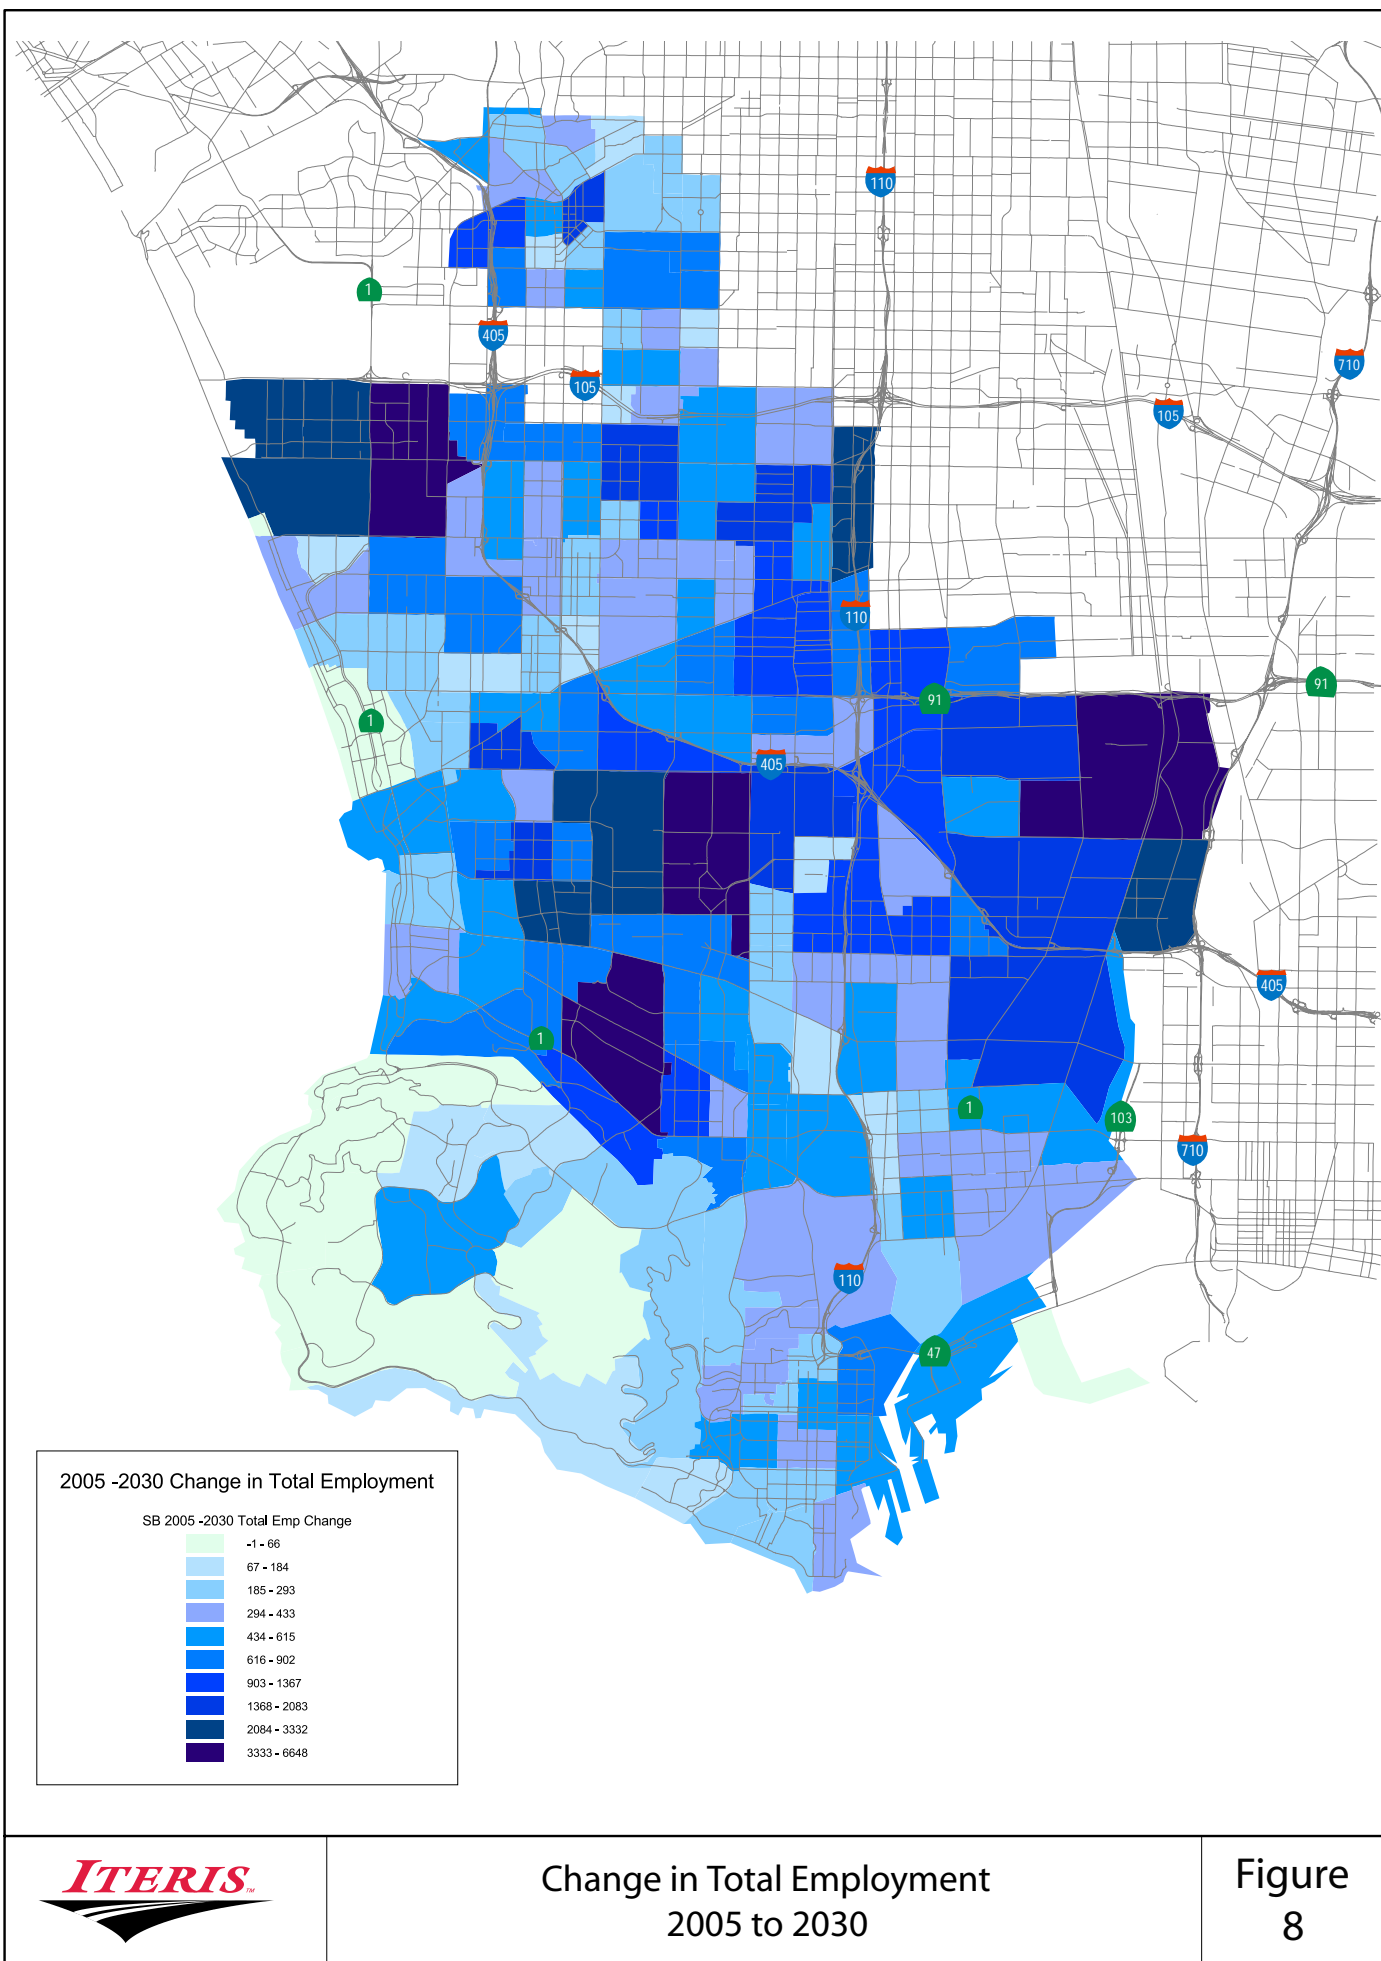 110
1
405
105
710
105
110
91
91
1
405
405
1
1
103
710
110
47
2005 -2030 Change in Total Employment
SB 2005 -2030 Total Emp Change
-1 - 66
67 - 184
185 - 293
294 - 433
434 - 615
616 - 902
903 - 1367
1368 - 2083
2084 - 3332
3333 - 6648
ITERIS™
Change in Total Employment
2005 to 2030
Figure
8